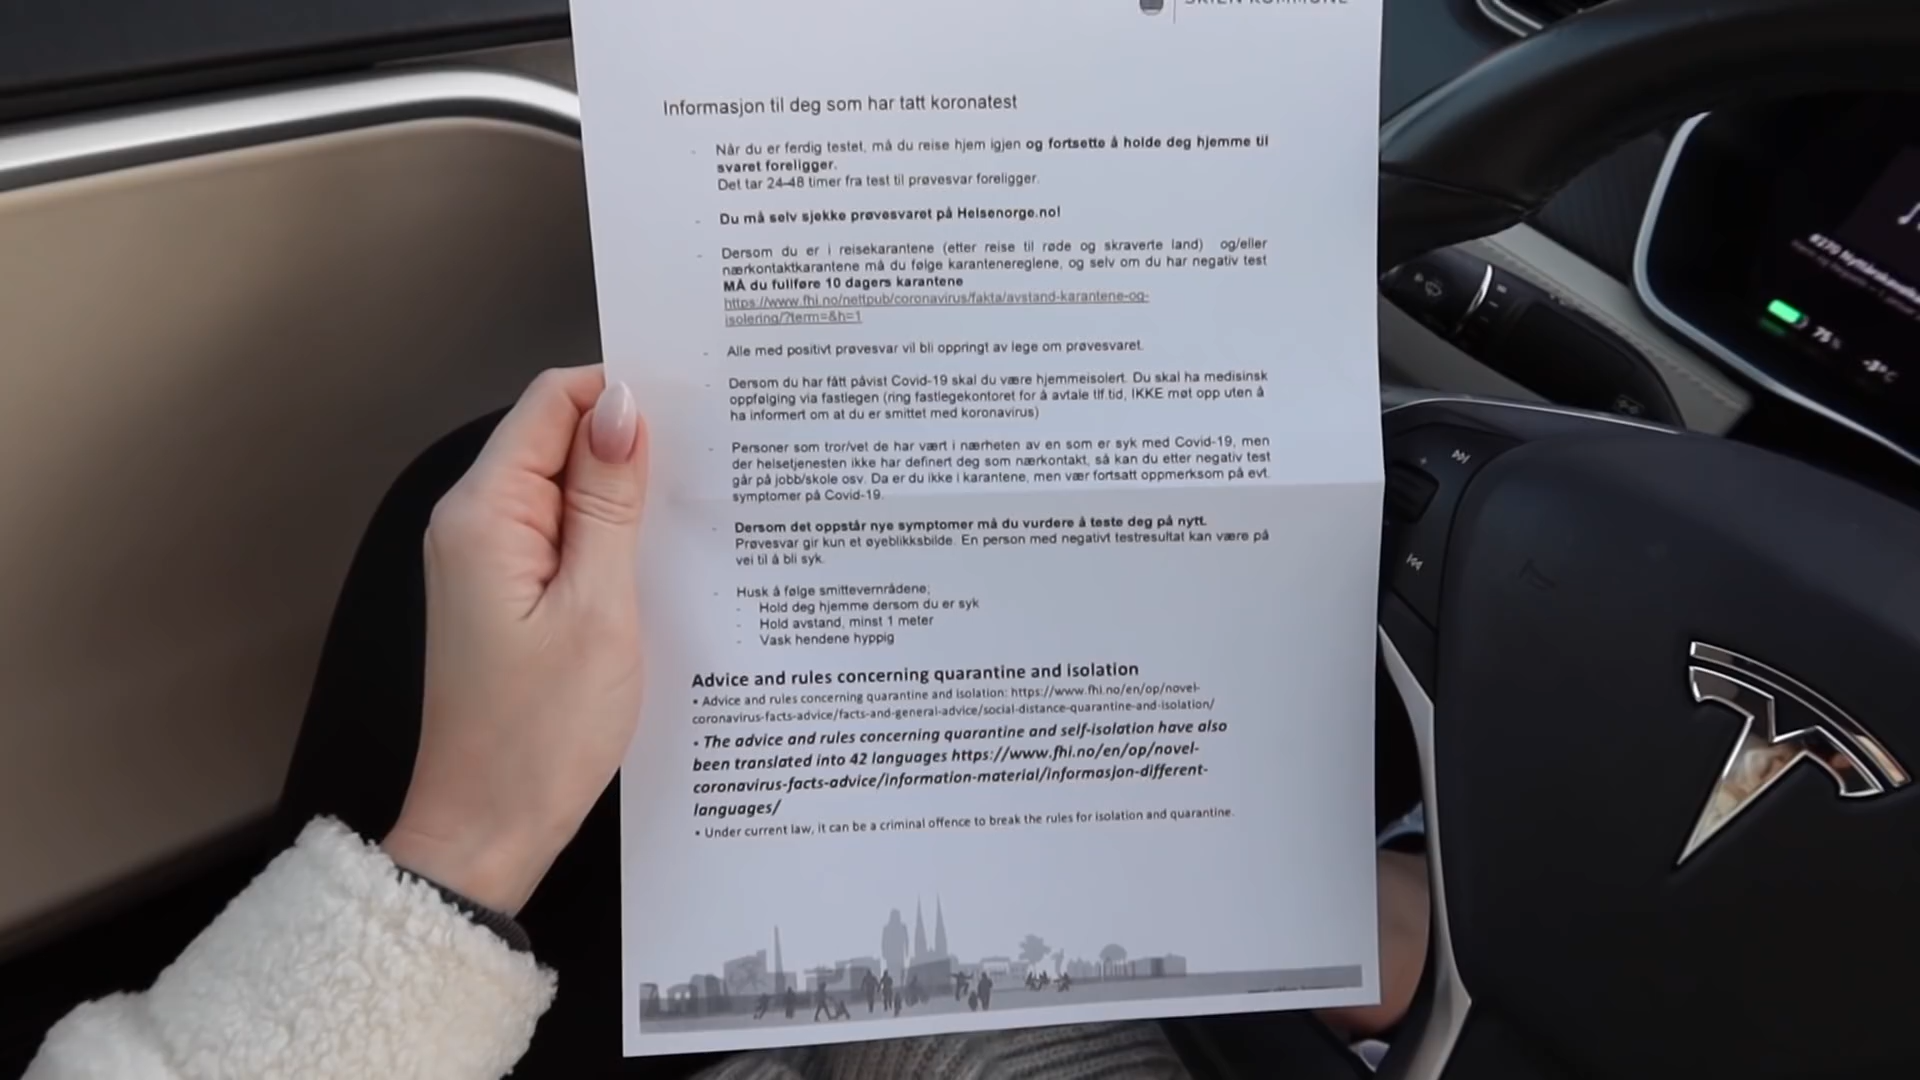 SKIEN KOMMUNE
Informasjon til deg som har tatt koronatest
- Når du er ferdig testet, må du reise hjem igjen og fortsette å holde deg hjemme til
svaret foreligger.
Det tar 24-48 timer fra test til prøvesvar foreligger.
- Du må selv sjekke prøvesvaret på Helsenorge.no!
- Dersom du er i reisekarantene (etter reise til røde og skraverte land) og/eller
nærkontaktkarantene må du følge karantenereglene, og selv om du har negativ test
MÅ du fullføre 10 dagers karantene
https://www.fhi.no/nettpub/coronavirus/fakta/avstand-karantene-og-
isolering/?term=&h=1
- Alle med positivt prøvesvar vil bli oppringt av lege om prøvesvaret.
- Dersom du har fått påvist Covid-19 skal du være hjemmeisolert. Du skal ha medisinsk
oppfølging via fastlegen (ring fastlegekontoret for å avtale tlf.tid, IKKE møt opp uten å
ha informert om at du er smittet med koronavirus)
- Personer som tror/vet de har vært i nærheten av en som er syk med Covid-19, men
der helsetjenesten ikke har definert deg som nærkontakt, så kan du etter negativ test
går på jobb/skole osv. Da er du ikke i karantene, men vær fortsatt oppmerksom på evt.
symptomer på Covid-19.
- Dersom det oppstår nye symptomer må du vurdere å teste deg på nytt.
Prøvesvar gir kun et øyeblikksbilde. En person med negativt testresultat kan være på
vei til å bli syk.
- Husk å følge smittevernrådene;
- Hold deg hjemme dersom du er syk
- Hold avstand, minst 1 meter
- Vask hendene hyppig
Advice and rules concerning quarantine and isolation
• Advice and rules concerning quarantine and isolation: https://www.fhi.no/en/op/novel-
coronavirus-facts-advice/facts-and-general-advice/social-distance-quarantine-and-isolation/
• The advice and rules concerning quarantine and self-isolation have also
been translated into 42 languages https://www.fhi.no/en/op/novel-
coronavirus-facts-advice/information-material/informasjon-different-
languages/
• Under current law, it can be a criminal offence to break the rules for isolation and quarantine.
75 %
-3°C